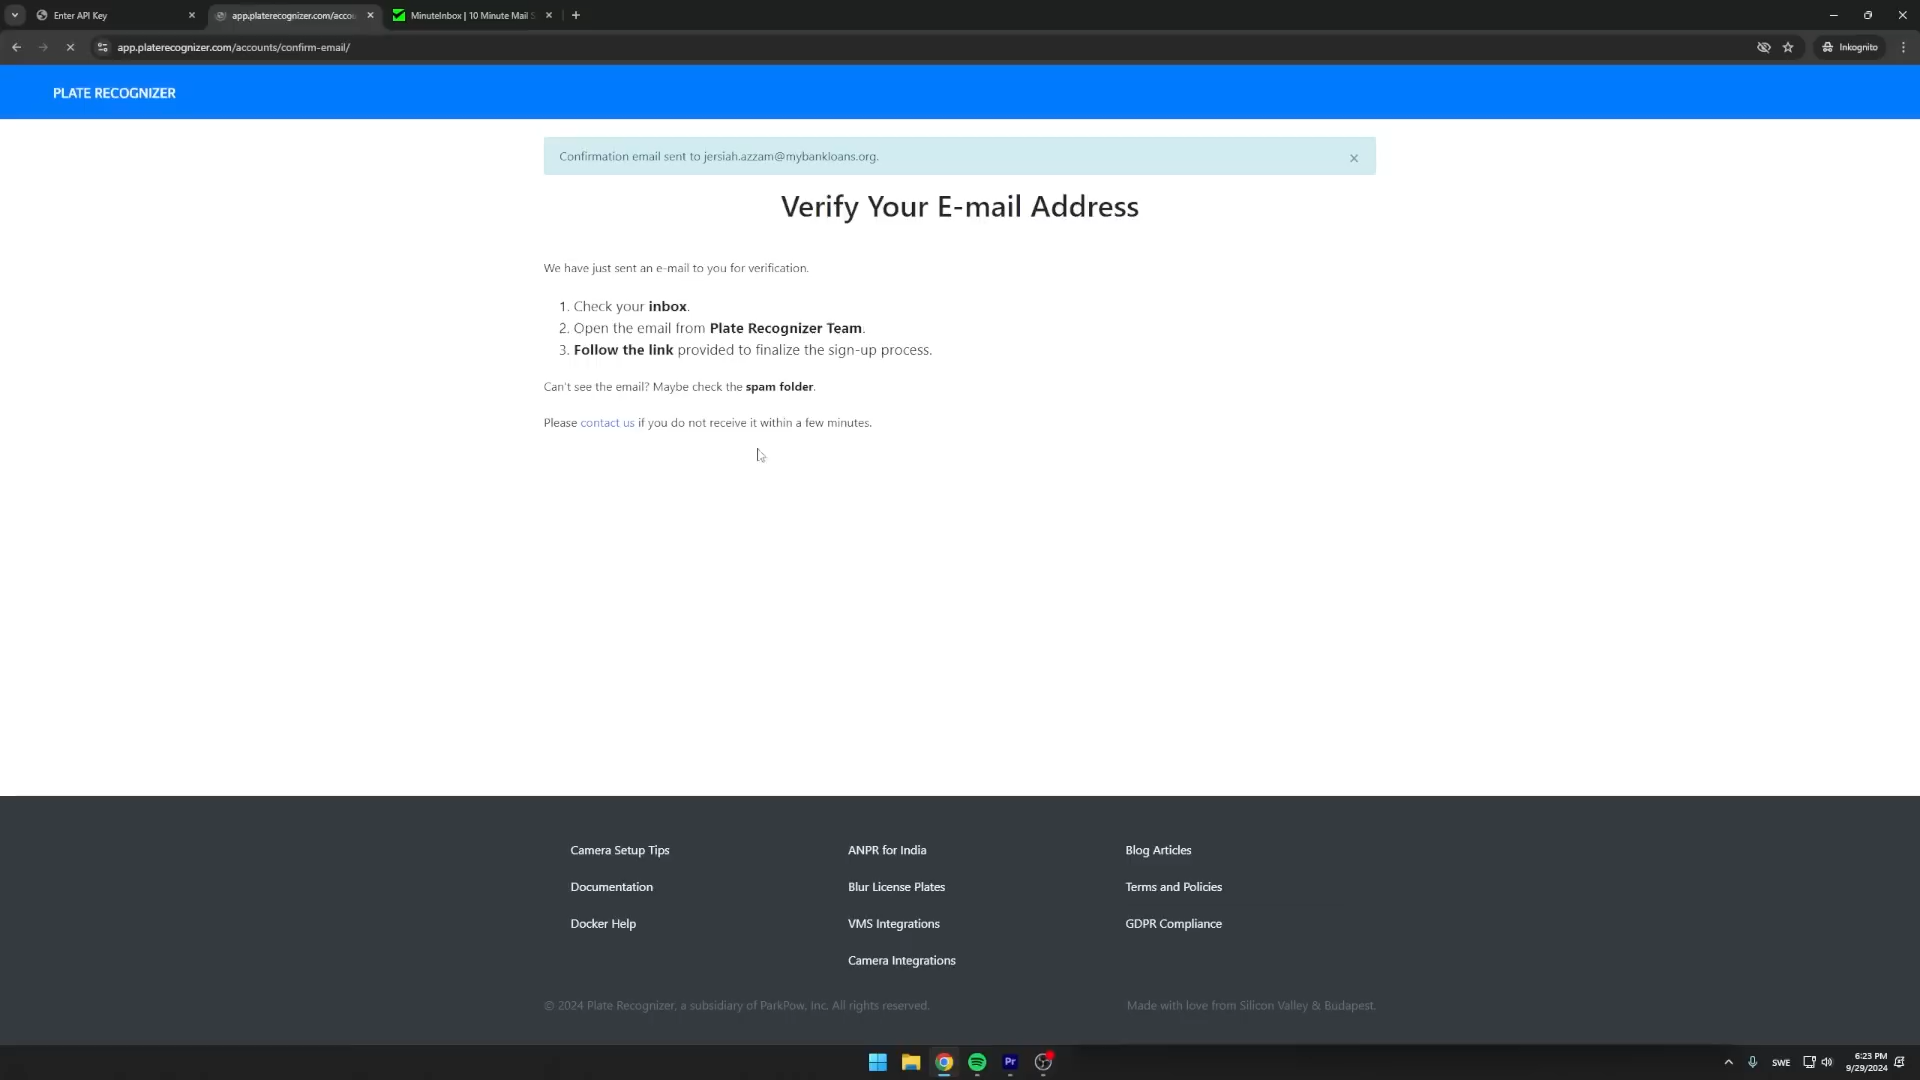 Enter API Key
app.platerecognizer.com/accou
MinuteInbox | 10 Minute Mail S
app.platerecognizer.com/accounts/confirm-email/
Inkognito
PLATE RECOGNIZER
Confirmation email sent to jersiah.azzam@mybankloans.org.
Verify Your E-mail Address
We have just sent an e-mail to you for verification.
1. Check your inbox.
2. Open the email from Plate Recognizer Team.
3. Follow the link provided to finalize the sign-up process.
Can't see the email? Maybe check the spam folder.
Please contact us if you do not receive it within a few minutes.
Camera Setup Tips
ANPR for India
Blog Articles
Documentation
Blur License Plates
Terms and Policies
Docker Help
VMS Integrations
GDPR Compliance
Camera Integrations
© 2024 Plate Recognizer, a subsidiary of ParkPow, Inc. All rights reserved.
Made with love from Silicon Valley & Budapest.
Pr
SWE
6:23 PM
9/29/2024